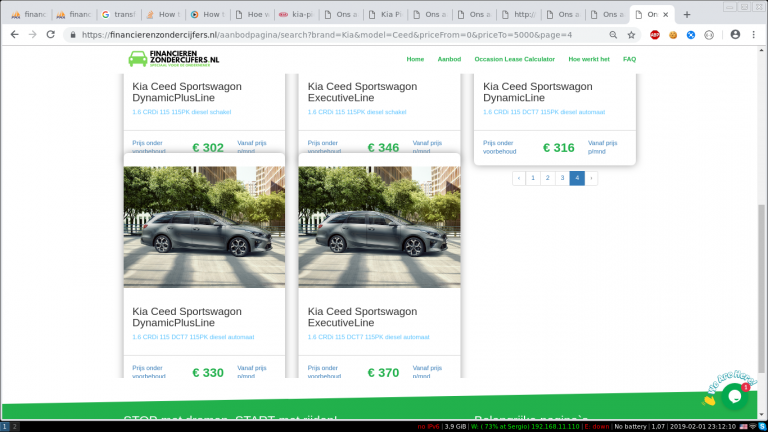 financ
financ
transf
How t
How t
Hoe v
kia-pl
Ons a
Kia Pl
Ons a
Ons a
http:/
Ons a
Ons a
On
https://financierenzondercijfers.nl/aanbodpagina/search?brand=Kia&model=Ceed&priceFrom=0&priceTo=5000&page=4
FINANCIEREN
ZONDERCIJFERS.NL
Home
Aanbod
Occasion Lease Calculator
Hoe werkt het
FAQ
Kia Ceed Sportswagon
DynamicPlusLine
1.6 CRDi 115 115PK diesel schakel
Prijs onder
voorbehoud
€ 302
Vanaf prijs
p/mnd
Kia Ceed Sportswagon
ExecutiveLine
1.6 CRDi 115 115PK diesel schakel
Prijs onder
voorbehoud
€ 346
Vanaf prijs
p/mnd
Kia Ceed Sportswagon
DynamicLine
1.6 CRDi 115 DCT7 115PK diesel automaat
Prijs onder
voorbehoud
€ 316
Vanaf prijs
p/mnd
‹ 1 2 3 4 ›
Kia Ceed Sportswagon
DynamicPlusLine
1.6 CRDi 115 DCT7 115PK diesel automaat
Prijs onder
voorbehoud
€ 330
Vanaf prijs
p/mnd
Kia Ceed Sportswagon
ExecutiveLine
1.6 CRDi 115 DCT7 115PK diesel automaat
Prijs onder
voorbehoud
€ 370
Vanaf prijs
p/mnd
We Are Here!
1
STOP met dromen, START met rijden!
Belangrijke pagina`s
1 2
no IPv6 | 3.9 GiB | W: ( 73% at Sergio) 192.168.11.110 | E: down | No battery | 1.07 | 2019-02-01 23:12:10